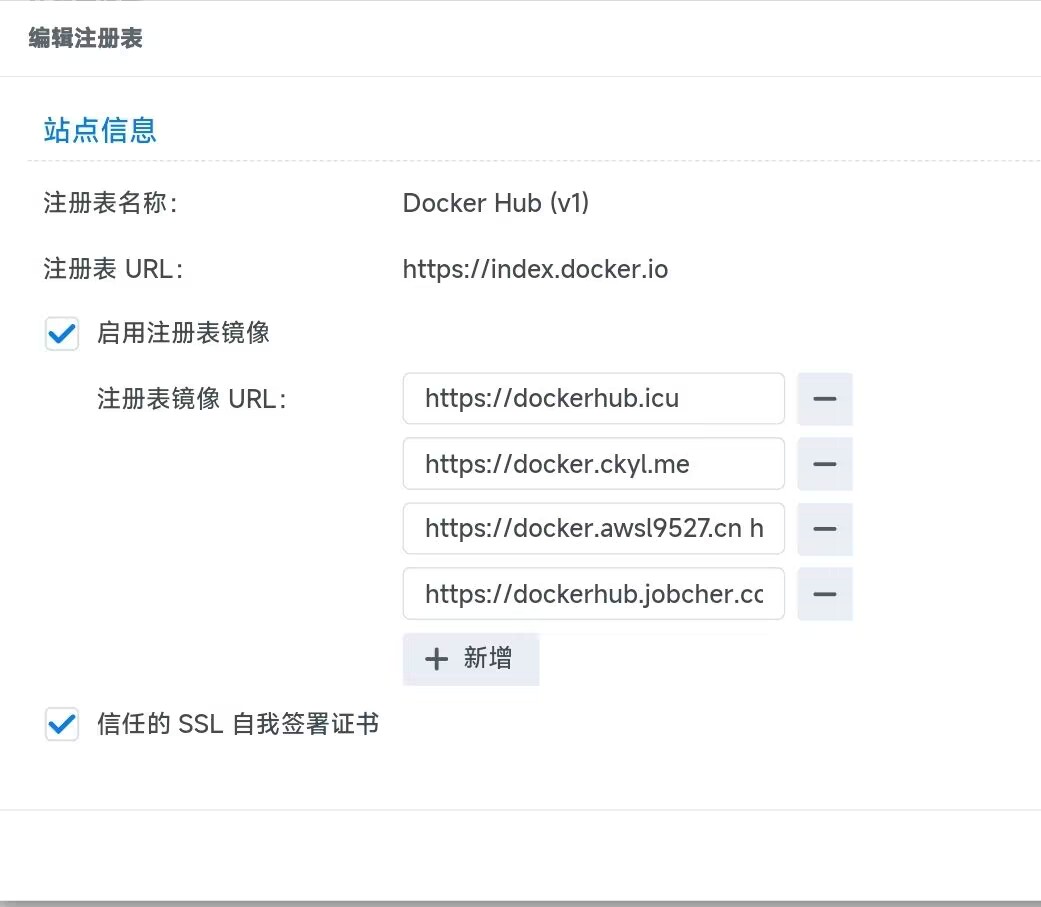 编辑注册表
站点信息
注册表名称： Docker Hub (v1)
注册表 URL： https://index.docker.io
启用注册表镜像
注册表镜像 URL： https://dockerhub.icu
https://docker.ckyl.me
https://docker.awsl9527.cn h
https://dockerhub.jobcher.cc
新增
信任的 SSL 自我签署证书